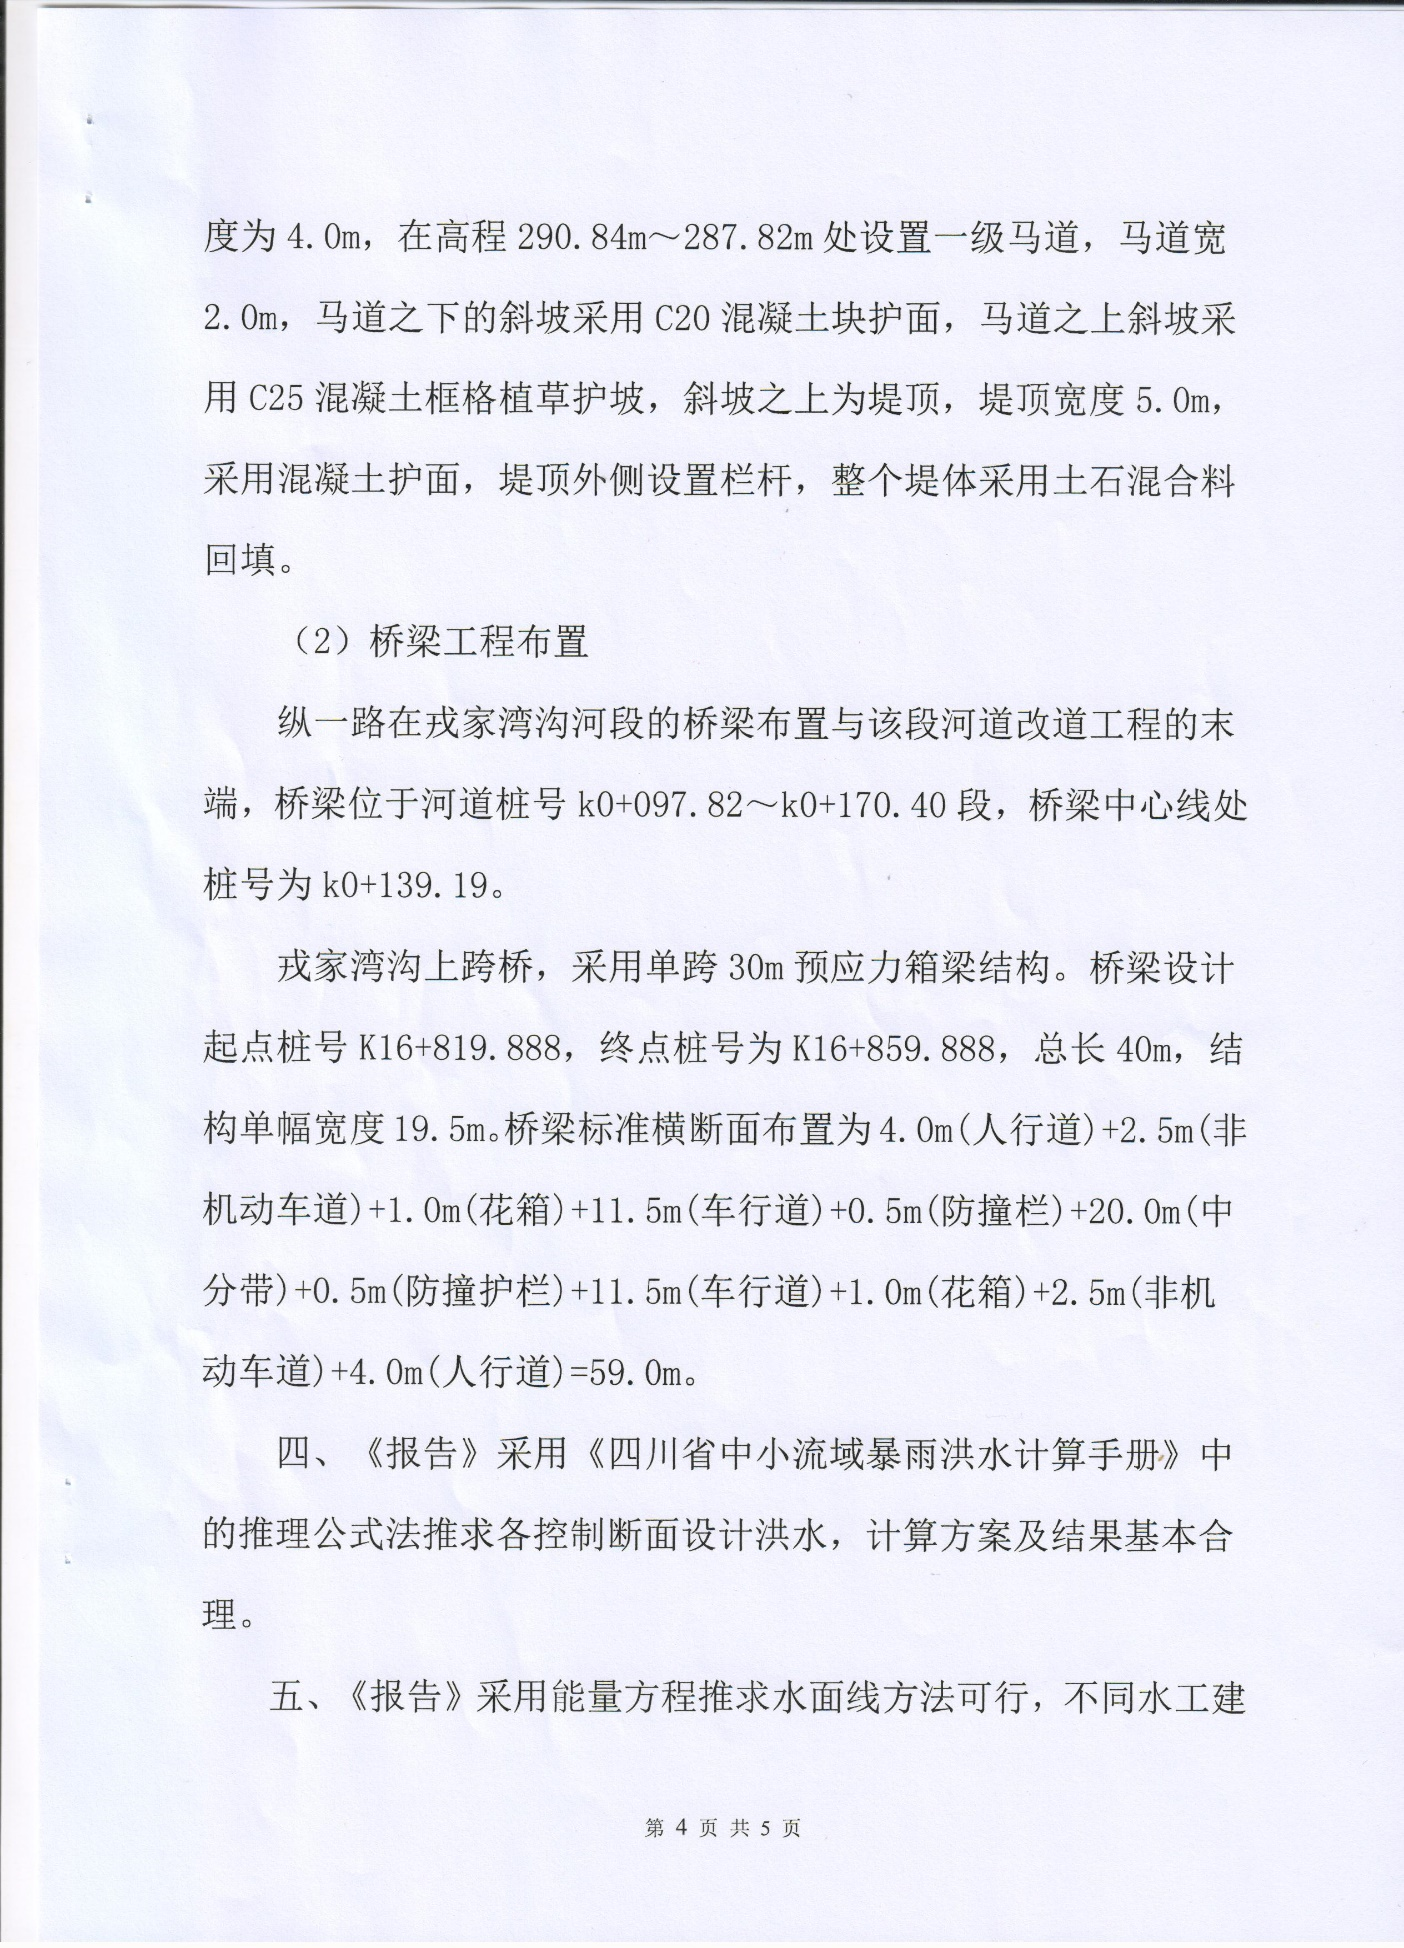 度为 4.0m，在高程 290.84m～287.82m 处设置一级马道，马道宽
2.0m，马道之下的斜坡采用 C20 混凝土块护面，马道之上斜坡采
用 C25 混凝土框格植草护坡，斜坡之上为堤顶，堤顶宽度 5.0m，
采用混凝土护面，堤顶外侧设置栏杆，整个堤体采用土石混合料
回填。
（2）桥梁工程布置
纵一路在戎家湾沟河段的桥梁布置与该段河道改道工程的末
端，桥梁位于河道桩号 k0+097.82～k0+170.40 段，桥梁中心线处
桩号为 k0+139.19。
戎家湾沟上跨桥，采用单跨 30m 预应力箱梁结构。桥梁设计
起点桩号 K16+819.888，终点桩号为 K16+859.888，总长 40m，结
构单幅宽度 19.5m。桥梁标准横断面布置为 4.0m(人行道)+2.5m(非
机动车道)+1.0m(花箱)+11.5m(车行道)+0.5m(防撞栏)+20.0m(中
分带)+0.5m(防撞护栏)+11.5m(车行道)+1.0m(花箱)+2.5m(非机
动车道)+4.0m(人行道)=59.0m。
四、《报告》采用《四川省中小流域暴雨洪水计算手册》中
的推理公式法推求各控制断面设计洪水，计算方案及结果基本合
理。
五、《报告》采用能量方程推求水面线方法可行，不同水工建
第 4 页 共 5 页